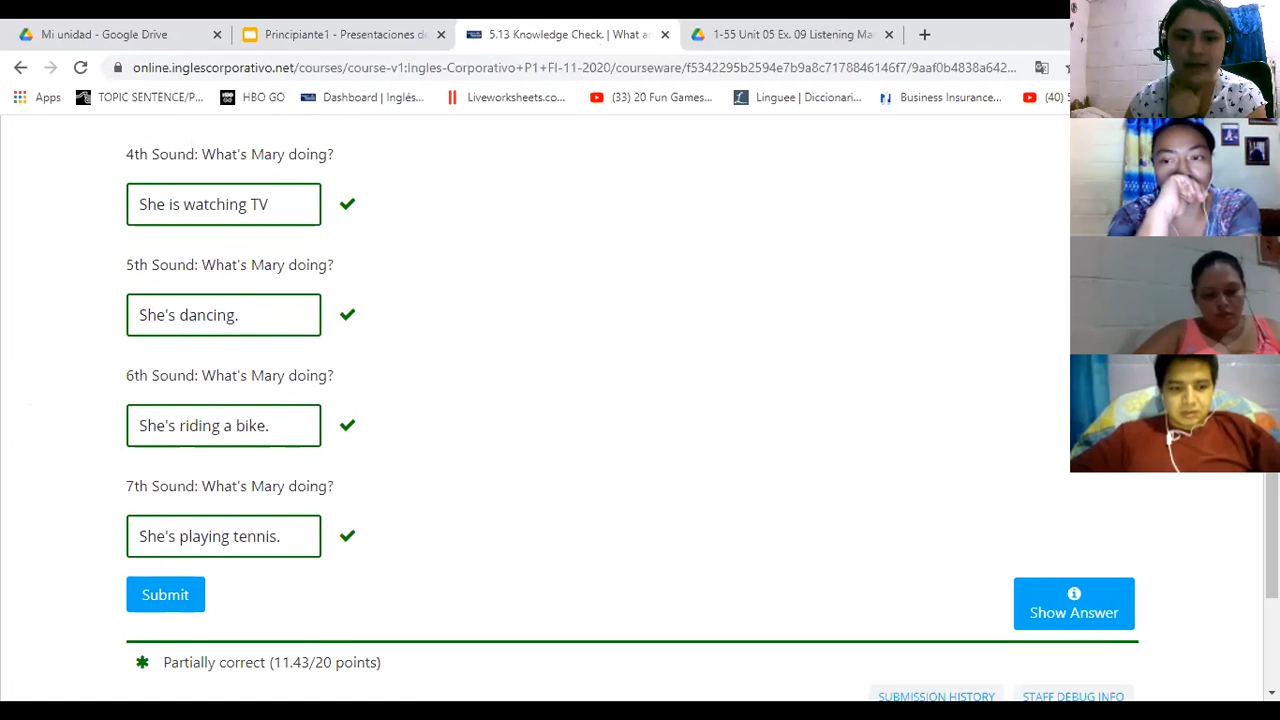 Mi unidad - Google Drive
Principiante1 - Presentaciones de
5.13 Knowledge Check. | What ar
1-55 Unit 05 Ex. 09 Listening Ma
online.inglescorporativo.net/courses/course-v1:Ingles-Corporativo+P1+FI-11-2020/courseware/f5342295b2594e7b9a8c7178846146f7/9aaf0b4838a642...
Apps
TOPIC SENTENCE/P...
HBO GO
Dashboard | Inglés...
Liveworksheets.co...
(33) 20 Fun Games...
Linguee | Diccionari...
Business Insurance...
(40)
4th Sound: What's Mary doing?
She is watching TV
5th Sound: What's Mary doing?
She's dancing.
6th Sound: What's Mary doing?
She's riding a bike.
7th Sound: What's Mary doing?
She's playing tennis.
Submit
Show Answer
Partially correct (11.43/20 points)
SUBMISSION HISTORY
STAFF DEBUG INFO